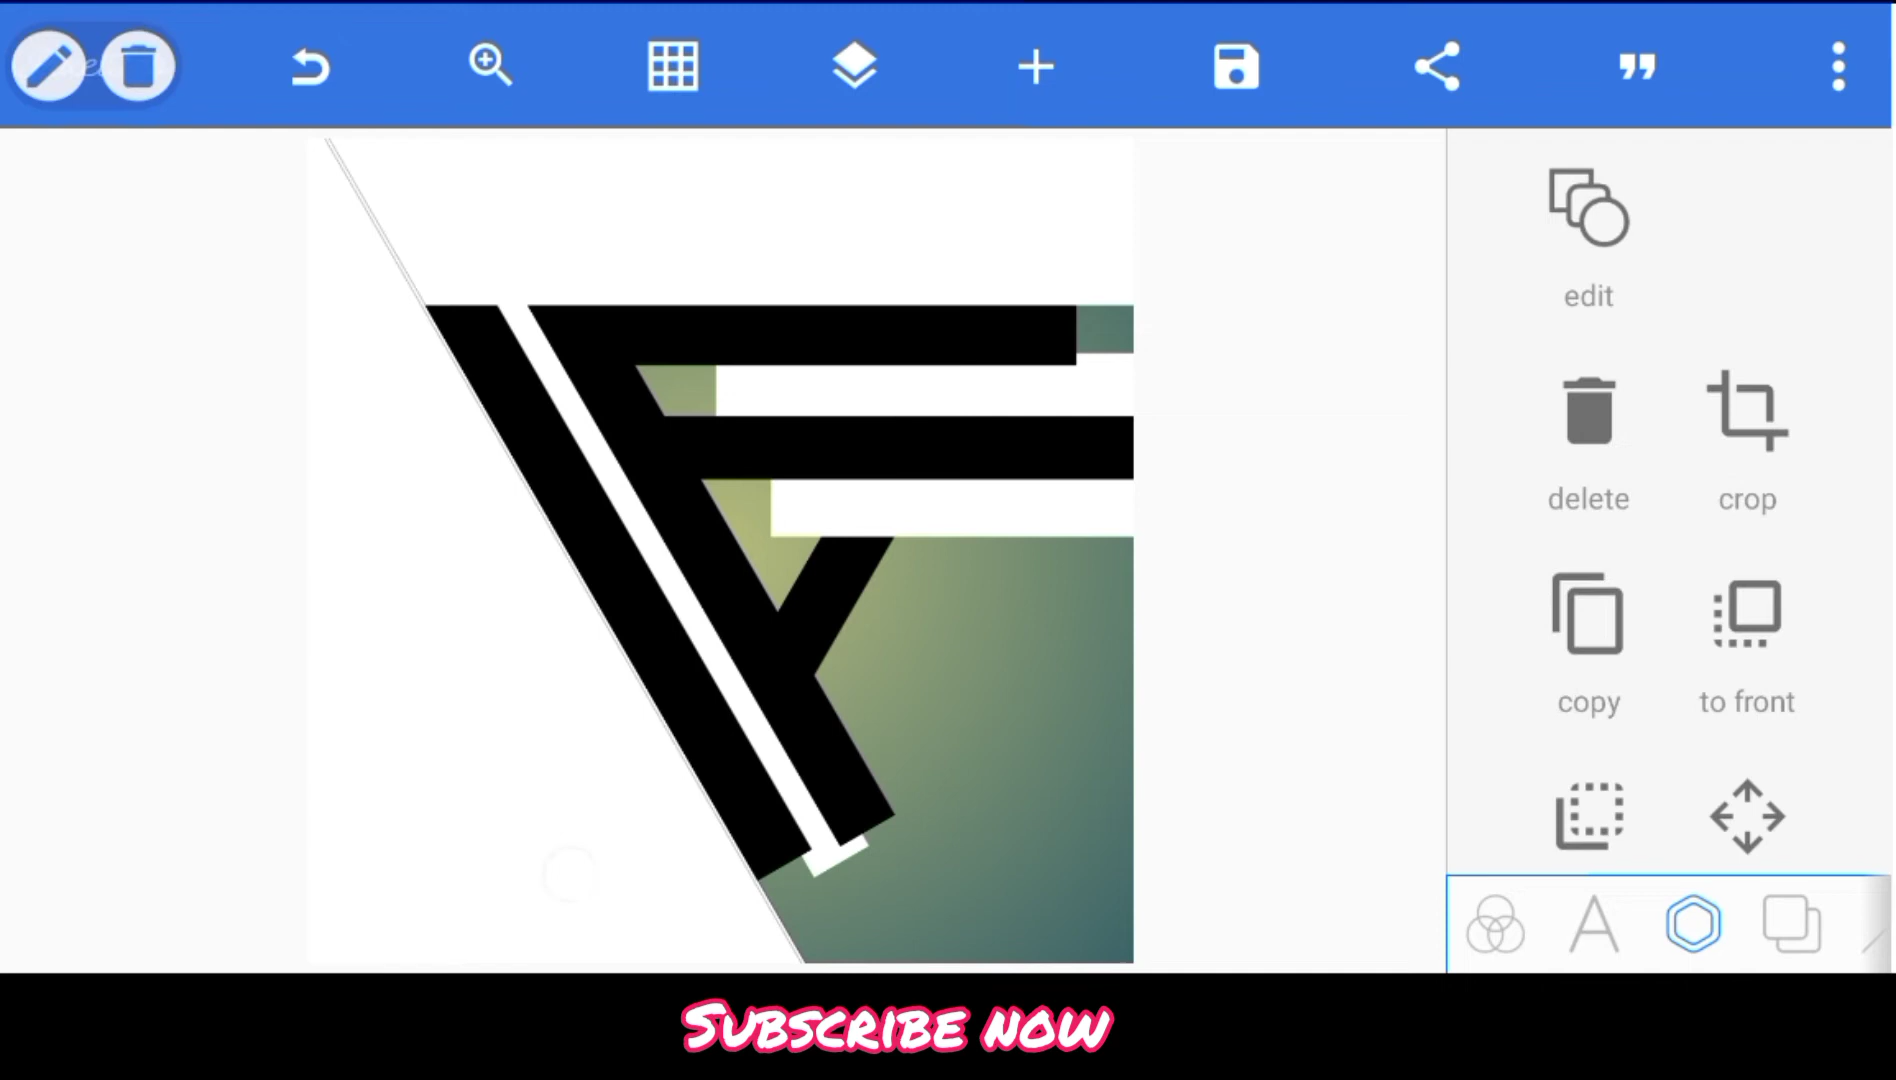 edit
delete
crop
copy
to front
Subscribe now